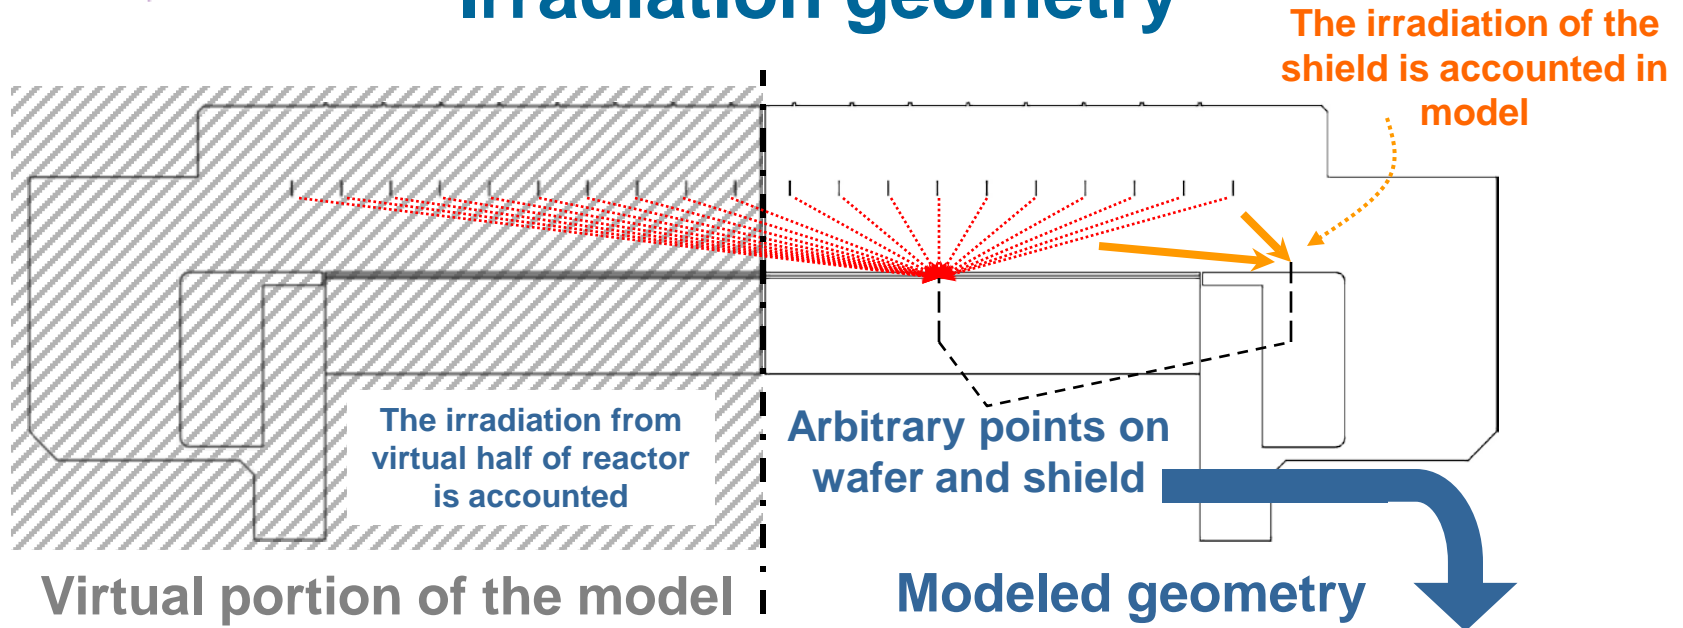 Irradiation geometry
The irradiation of the
shield is accounted in
model
The irradiation from
virtual half of reactor
is accounted
Arbitrary points on
wafer and shield
Virtual portion of the model
Modeled geometry